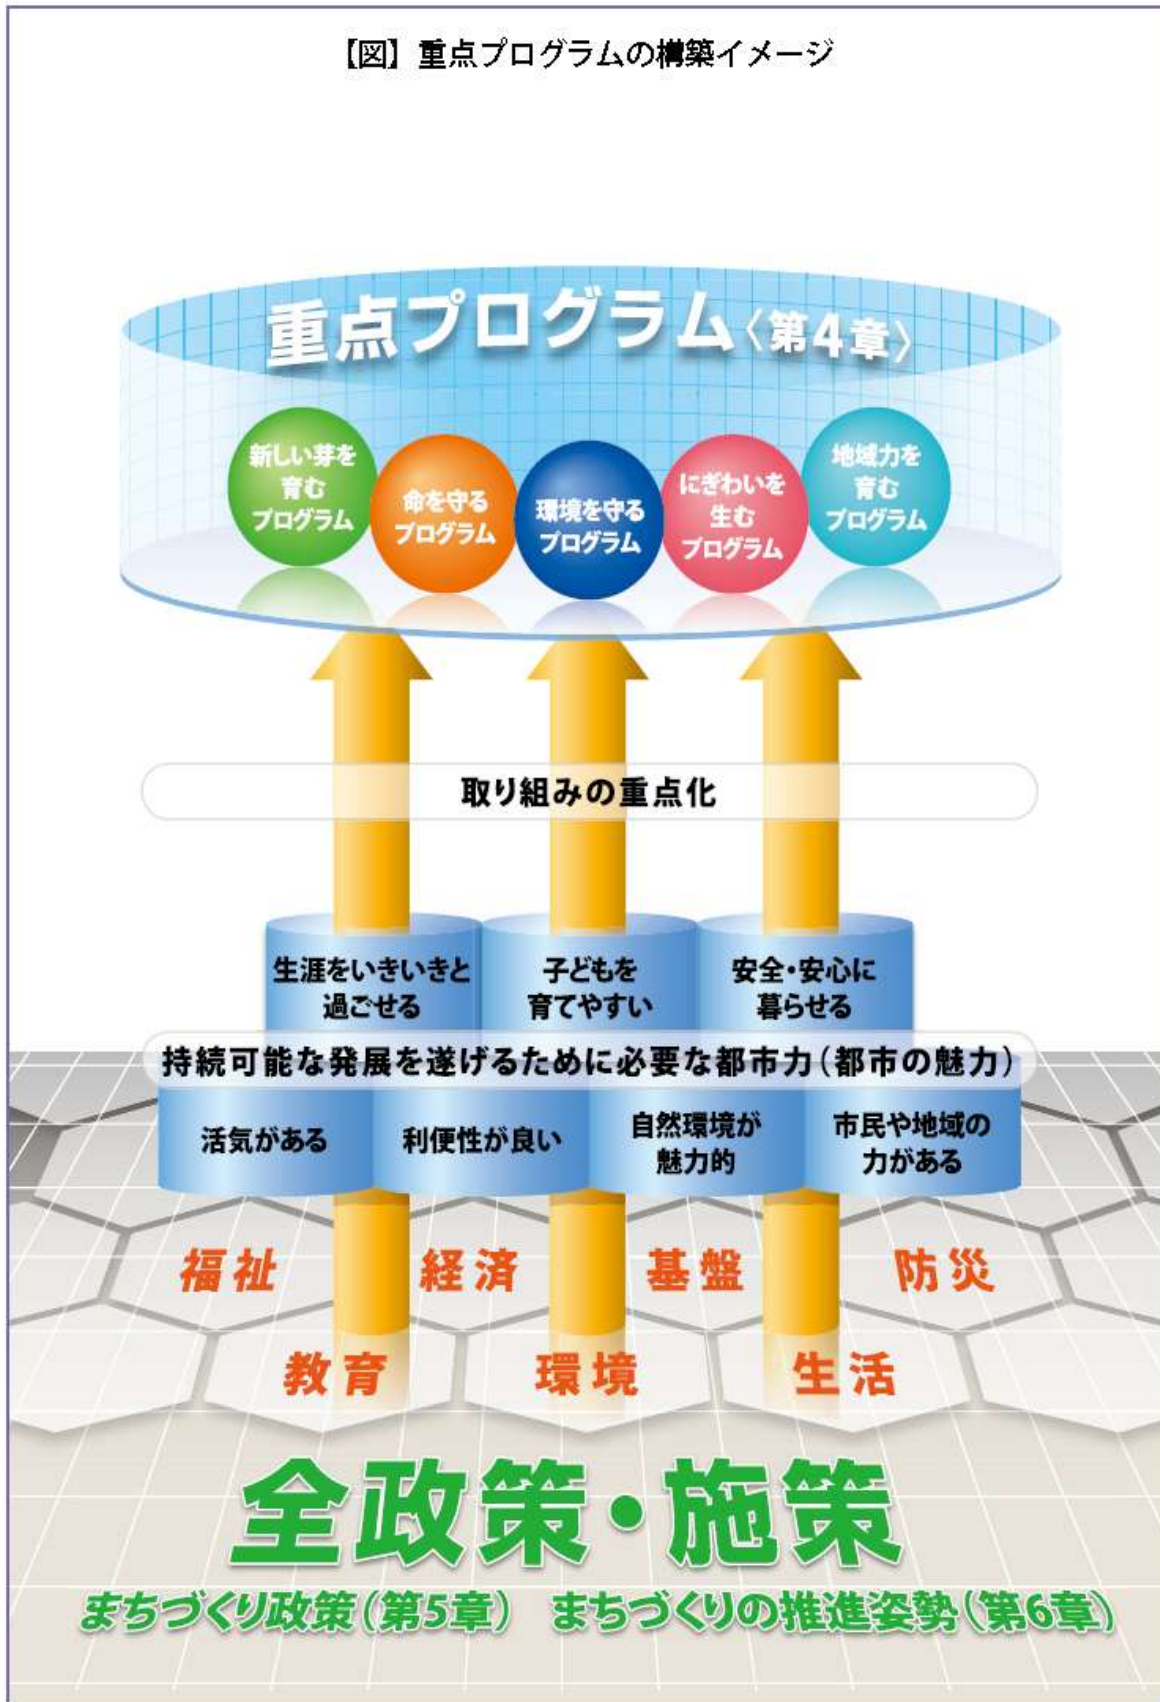 【図】重点プログラムの構築イメージ
重点プログラム〈第4章〉
新しい芽を
育む
プログラム
命を守る
プログラム
環境を守る
プログラム
にぎわいを
生む
プログラム
地域力を
育む
プログラム
取り組みの重点化
生涯をいきいきと
過ごせる
子どもを
育てやすい
安全・安心に
暮らせる
持続可能な発展を遂げるために必要な都市力（都市の魅力）
活気がある
利便性が良い
自然環境が
魅力的
市民や地域の
力がある
福祉 経済 基盤 防災
教育 環境 生活
全政策・施策
まちづくり政策（第5章） まちづくりの推進姿勢（第6章）